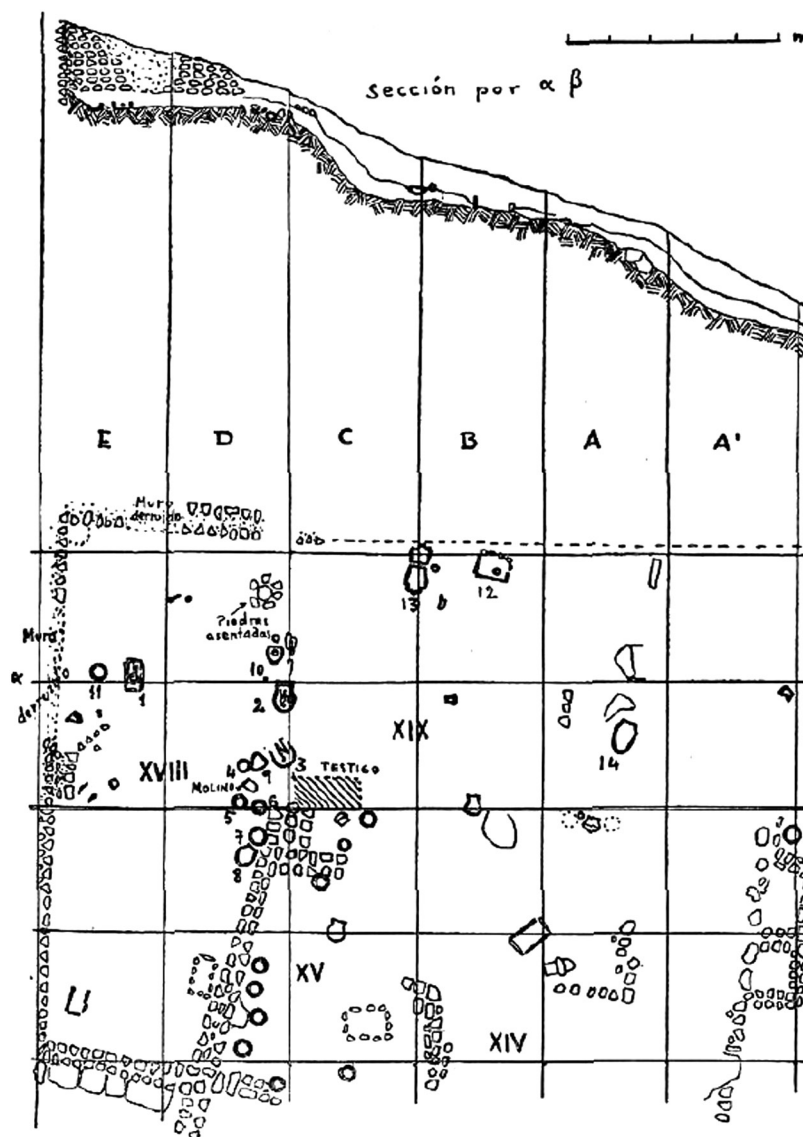 m
Sección por α β
E D C B A A'
Muro
derruido
13 b 12
Piedras
asentadas
Muro
10
α
11 1
derruido
2
XIX
14
XVIII
4 9 3 TESTIGO
MOLINO
5 6
7
8
XV
XIV